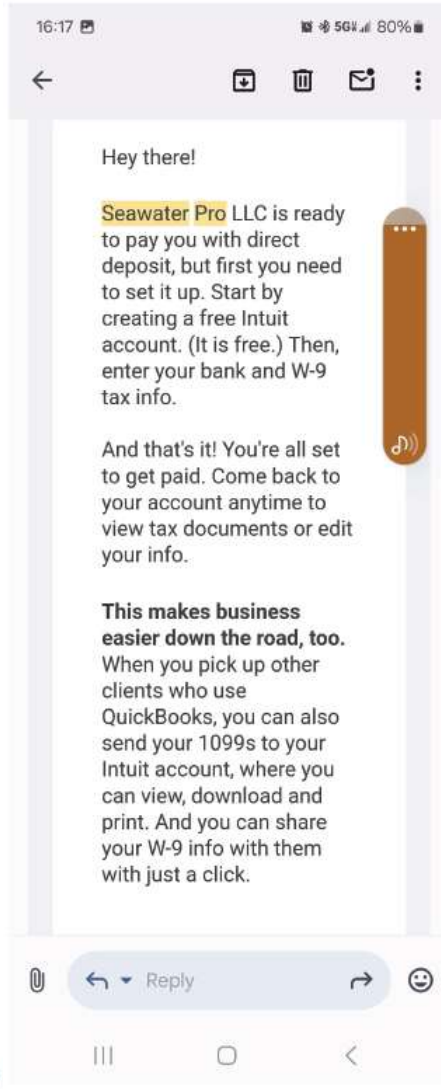 16:17 5G 80%
Hey there!
Seawater Pro LLC is ready
to pay you with direct
deposit, but first you need
to set it up. Start by
creating a free Intuit
account. (It is free.) Then,
enter your bank and W-9
tax info.
And that's it! You're all set
to get paid. Come back to
your account anytime to
view tax documents or edit
your info.
This makes business
easier down the road, too.
When you pick up other
clients who use
QuickBooks, you can also
send your 1099s to your
Intuit account, where you
can view, download and
print. And you can share
your W-9 info with them
with just a click.
Reply